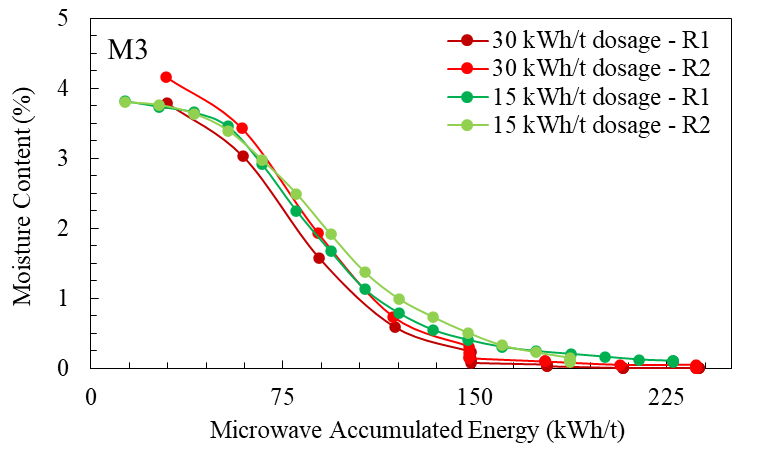 5
M3
30 kWh/t dosage - R1
30 kWh/t dosage - R2
15 kWh/t dosage - R1
15 kWh/t dosage - R2
4
3
2
1
0
Moisture Content (%)
0 75 150 225
Microwave Accumulated Energy (kWh/t)